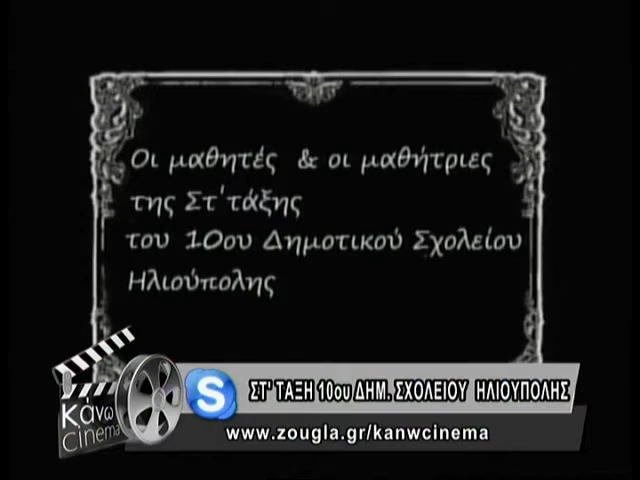 Οι μαθητές & οι μαθήτριες
της Στ'τάξης
του 10ου Δημοτικού Σχολείου
Ηλιούπολης
S ΣΤ' ΤΑΞΗ 10ου ΔΗΜ. ΣΧΟΛΕΙΟΥ ΗΛΙΟΥΠΟΛΗΣ
κάνω
cinema
www.zougla.gr/kanwcinema